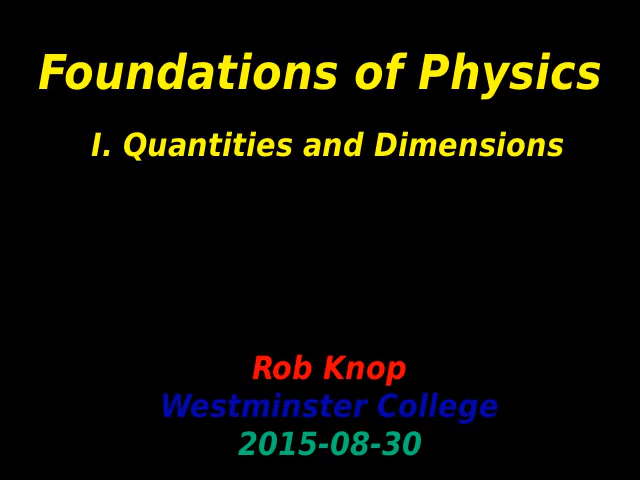 Foundations of Physics
I. Quantities and Dimensions
Rob Knop
Westminster College
2015-08-30